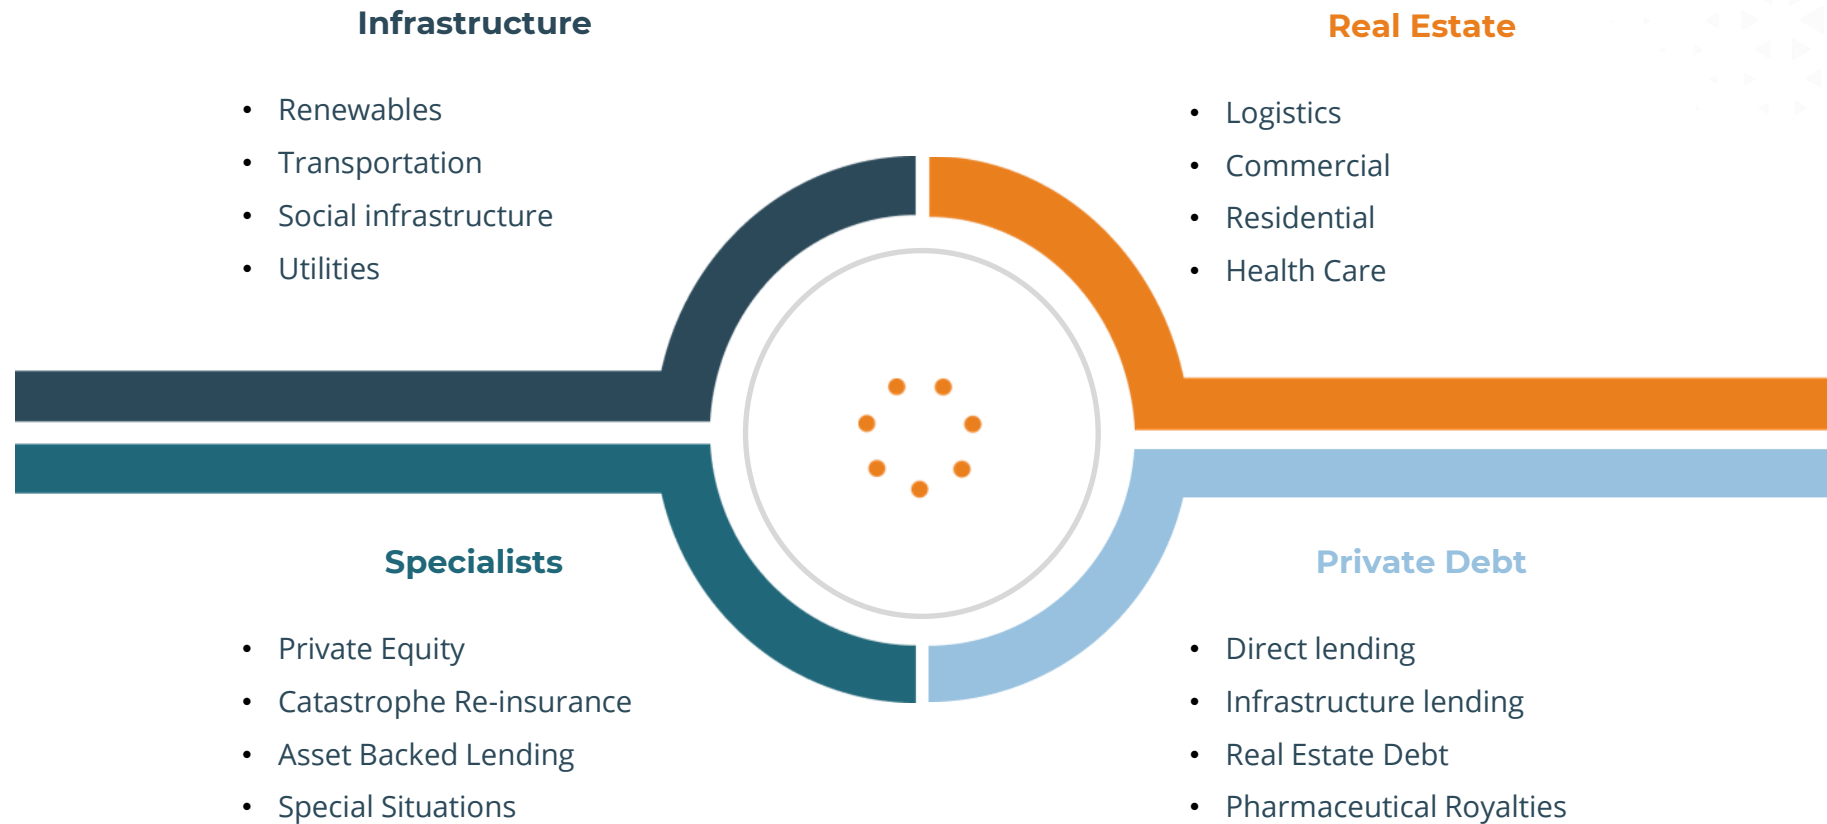 Infrastructure
• Renewables
• Transportation
• Social infrastructure
• Utilities
Real Estate
• Logistics
• Commercial
• Residential
• Health Care
Specialists
• Private Equity
• Catastrophe Re-insurance
• Asset Backed Lending
• Special Situations
Private Debt
• Direct lending
• Infrastructure lending
• Real Estate Debt
• Pharmaceutical Royalties